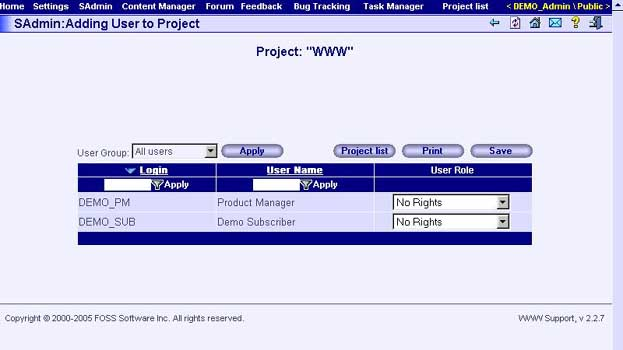 Home Settings SAdmin Content Manager Forum Feedback Bug Tracking Task Manager Project list < DEMO_Admin \ Public >
SAdmin:Adding User to Project
Project: "WWW"
User Group: All users Apply Project list Print Save
Login User Name User Role
Apply Apply
DEMO_PM Product Manager No Rights
DEMO_SUB Demo Subscriber No Rights
Copyright © 2000-2005 FOSS Software Inc. All rights reserved. WWW Support, v 2.2.7